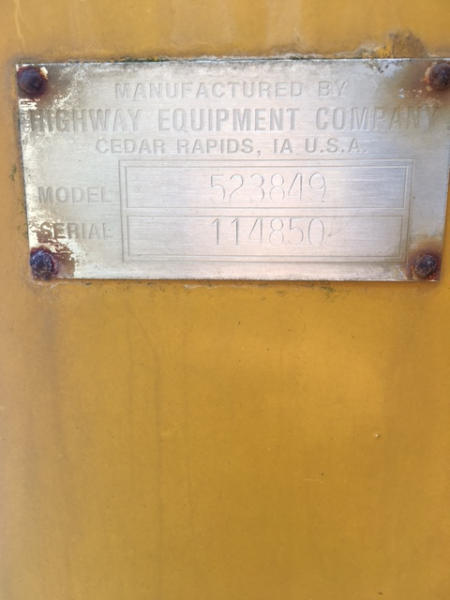 MANUFACTURED BY
HIGHWAY EQUIPMENT COMPANY
CEDAR RAPIDS, IA U.S.A.
MODEL 523849
SERIAL 114850